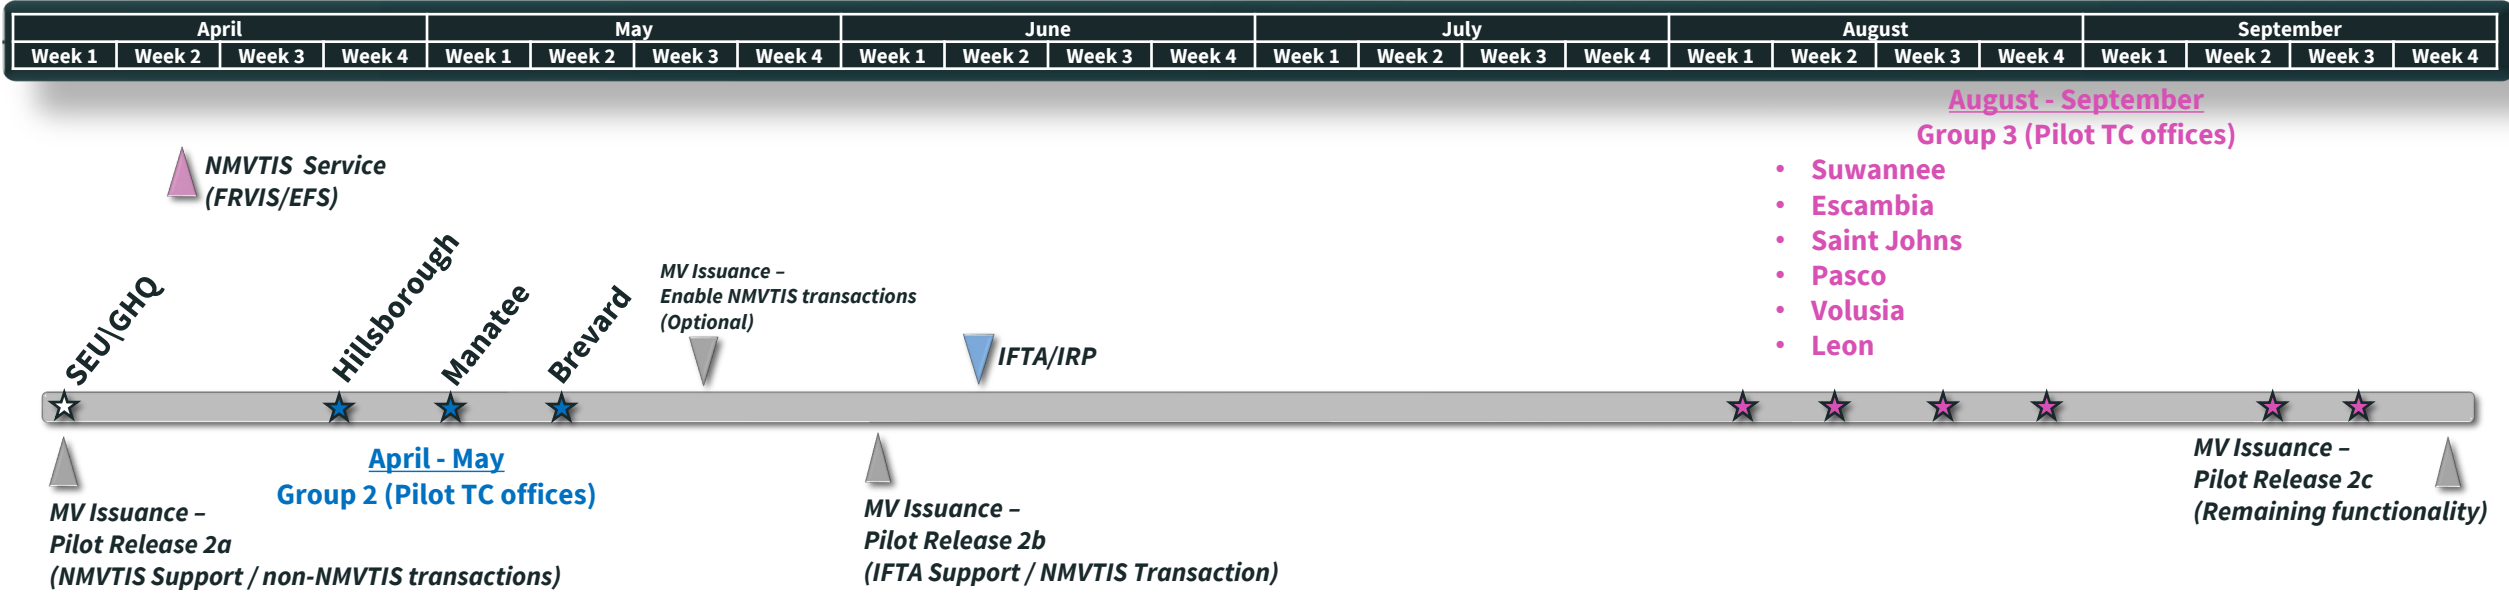 April May June July August September
Week 1 Week 2 Week 3 Week 4 Week 1 Week 2 Week 3 Week 4 Week 1 Week 2 Week 3 Week 4 Week 1 Week 2 Week 3 Week 4 Week 1 Week 2 Week 3 Week 4 Week 1 Week 2 Week 3 Week 4
August - September
Group 3 (Pilot TC offices)
• Suwannee
• Escambia
• Saint Johns
• Pasco
• Volusia
• Leon
NMVTIS Service
(FRVIS/EFS)
SEU\GHQ
Hillsborough
Manatee
Brevard
MV Issuance –
Enable NMVTIS transactions
(Optional)
IFTA/IRP
April - May
Group 2 (Pilot TC offices)
MV Issuance –
Pilot Release 2a
(NMVTIS Support / non-NMVTIS transactions)
MV Issuance –
Pilot Release 2b
(IFTA Support / NMVTIS Transaction)
MV Issuance –
Pilot Release 2c
(Remaining functionality)